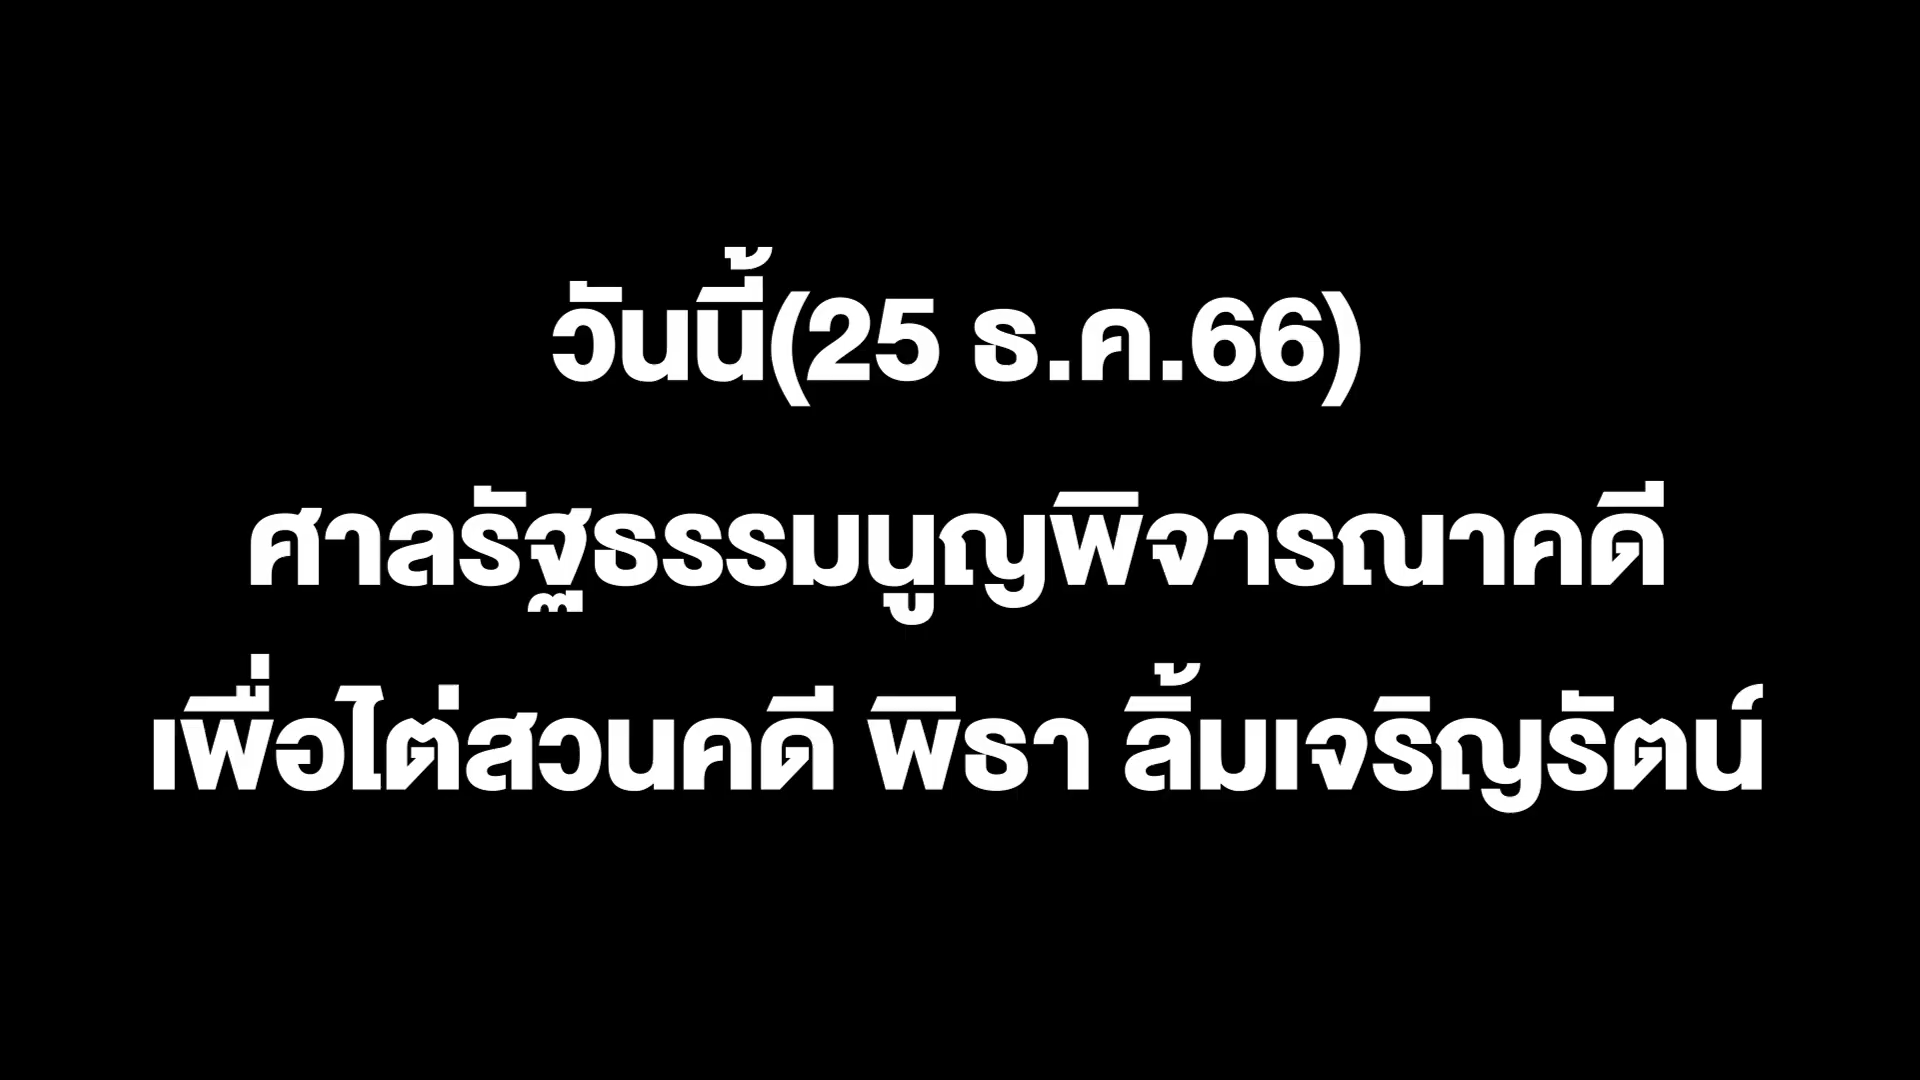 วันนี้(25 ธ.ค.66)
ศาลรัฐธรรมนูญพิจารณาคดี
เพื่อไต่สวนคดี พิธา ลิ้มเจริญรัตน์